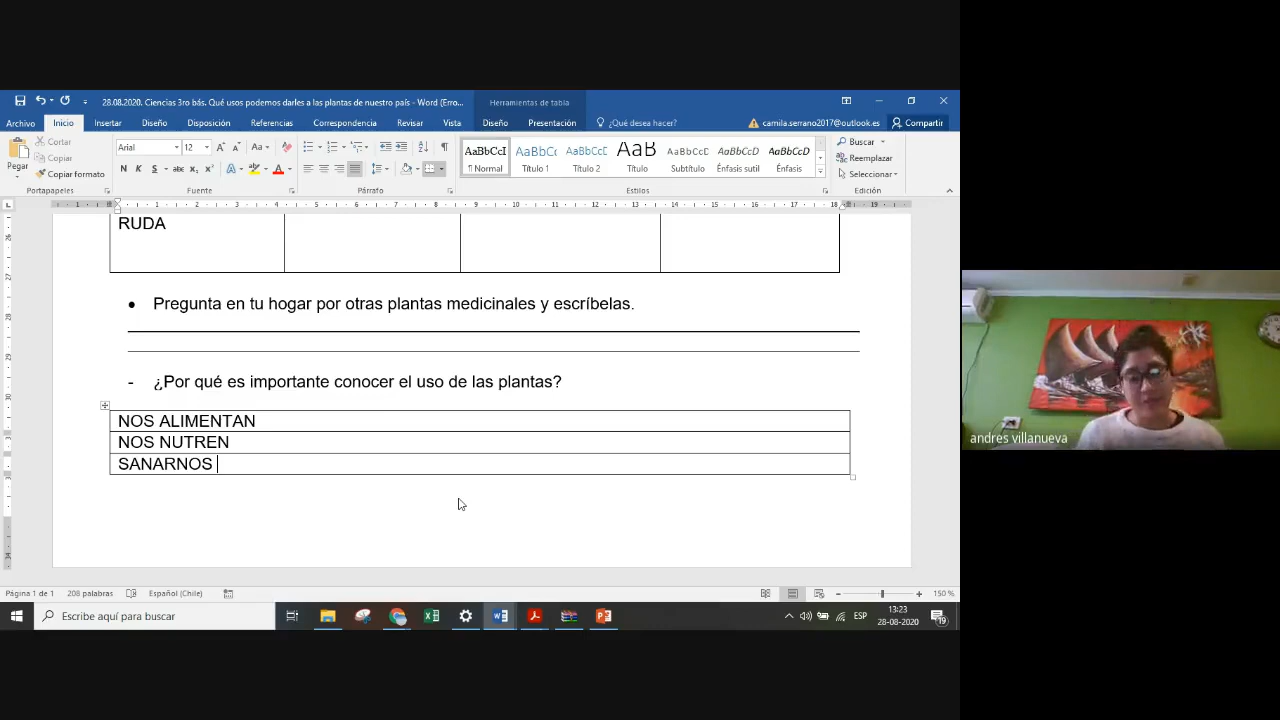 28.08.2020. Ciencias 3ro bás. Qué usos podemos darles a las plantas de nuestro país - Word (Erro...
Herramientas de tabla
Archivo Inicio Insertar Diseño Disposición Referencias Correspondencia Revisar Vista Diseño Presentación ¿Qué desea hacer? camila.serrano2017@outlook.es Compartir
Pegar
Cortar
Copiar
Copiar formato
Portapapeles
Arial 12
N K S abc x₂ x²
Fuente
Párrafo
AaBbCcI AaBbCc AaBbCcC AaB AaBbCcC AaBbCcD AaBbCcD
¶ Normal Título 1 Título 2 Título Subtítulo Énfasis sutil Énfasis
Estilos
Buscar
Reemplazar
Seleccionar
Edición
RUDA
• Pregunta en tu hogar por otras plantas medicinales y escríbelas.
- ¿Por qué es importante conocer el uso de las plantas?
NOS ALIMENTAN
NOS NUTREN
SANARNOS
andres villanueva
Página 1 de 1 208 palabras Español (Chile) 150 %
Escribe aquí para buscar
ESP
13:23
28-08-2020
19